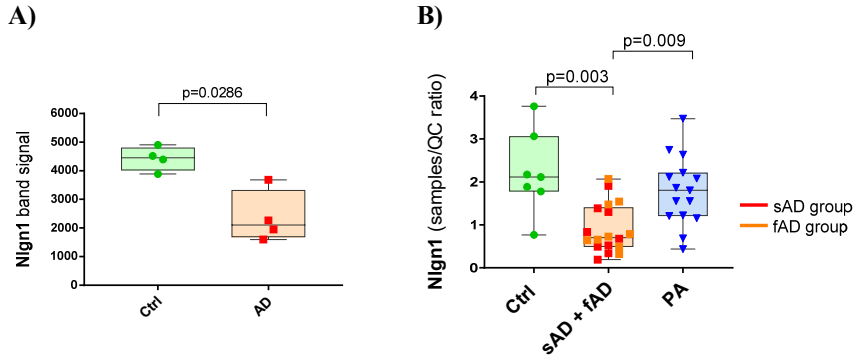 A)
p=0.0286
6000
5000
4000
3000
2000
1000
0
Nlgn1 band signal
Ctrl
AD
B)
p=0.009
p=0.003
4
3
2
1
0
Nlgn1 (samples/QC ratio)
Ctrl
sAD + fAD
PA
sAD group
fAD group